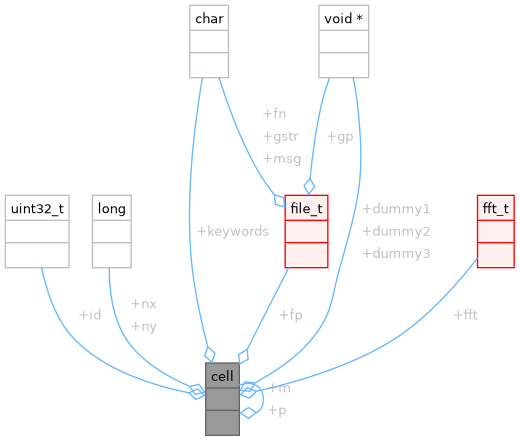 char
void *
+fn
+gstr
+msg
+gp
uint32_t
long
file_t
fft_t
+keywords
+dummy1
+dummy2
+dummy3
+id
+nx
+ny
+fp
+fft
cell
+m
+p